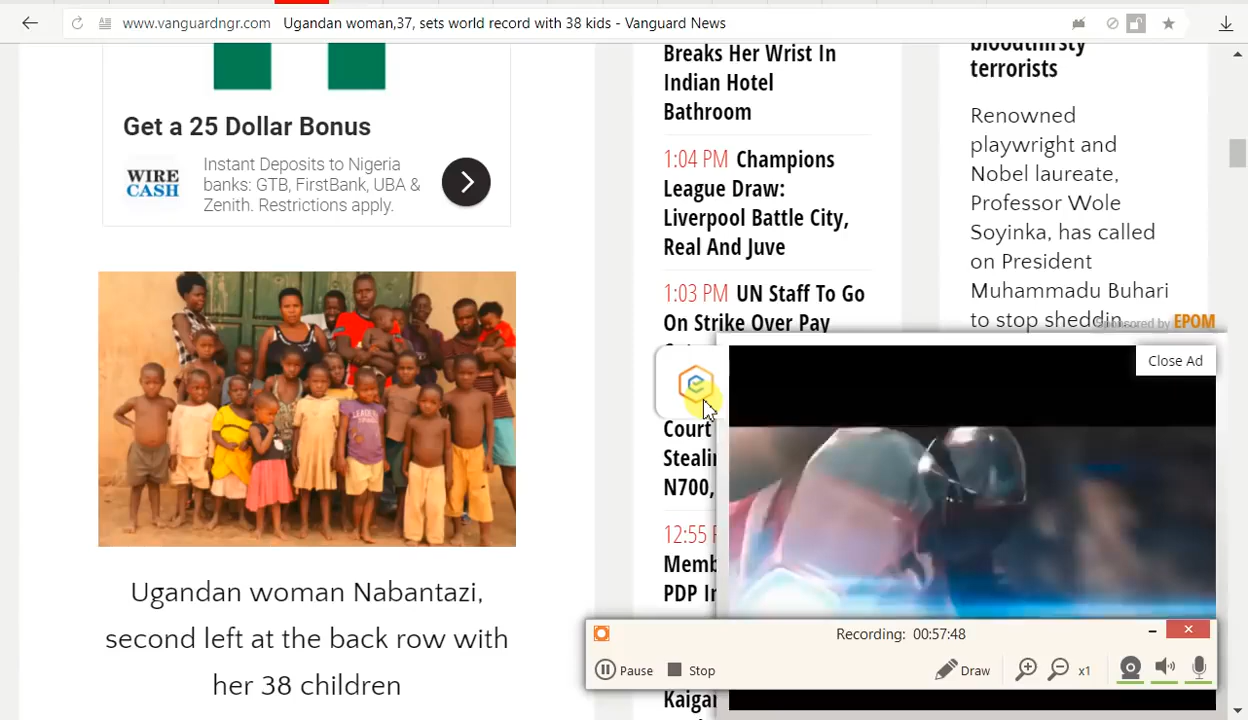 www.vanguardngr.com Ugandan woman,37, sets world record with 38 kids - Vanguard News
Get a 25 Dollar Bonus
WIRE
CASH
Instant Deposits to Nigeria
banks: GTB, FirstBank, UBA &
Zenith. Restrictions apply.
Ugandan woman Nabantazi,
second left at the back row with
her 38 children
Breaks Her Wrist In
Indian Hotel
Bathroom
1:04 PM Champions
League Draw:
Liverpool Battle City,
Real And Juve
1:03 PM UN Staff To Go
On Strike Over Pay
Court
N700,
12:55
PDP
bloodthirsty
terrorists
Renowned
playwright and
Nobel laureate,
Professor Wole
Soyinka, has called
on President
Muhammadu Buhari
to stop sheddin
Sponsored by EPOM
Close Ad
Recording: 00:57:48
Pause Stop Draw x1